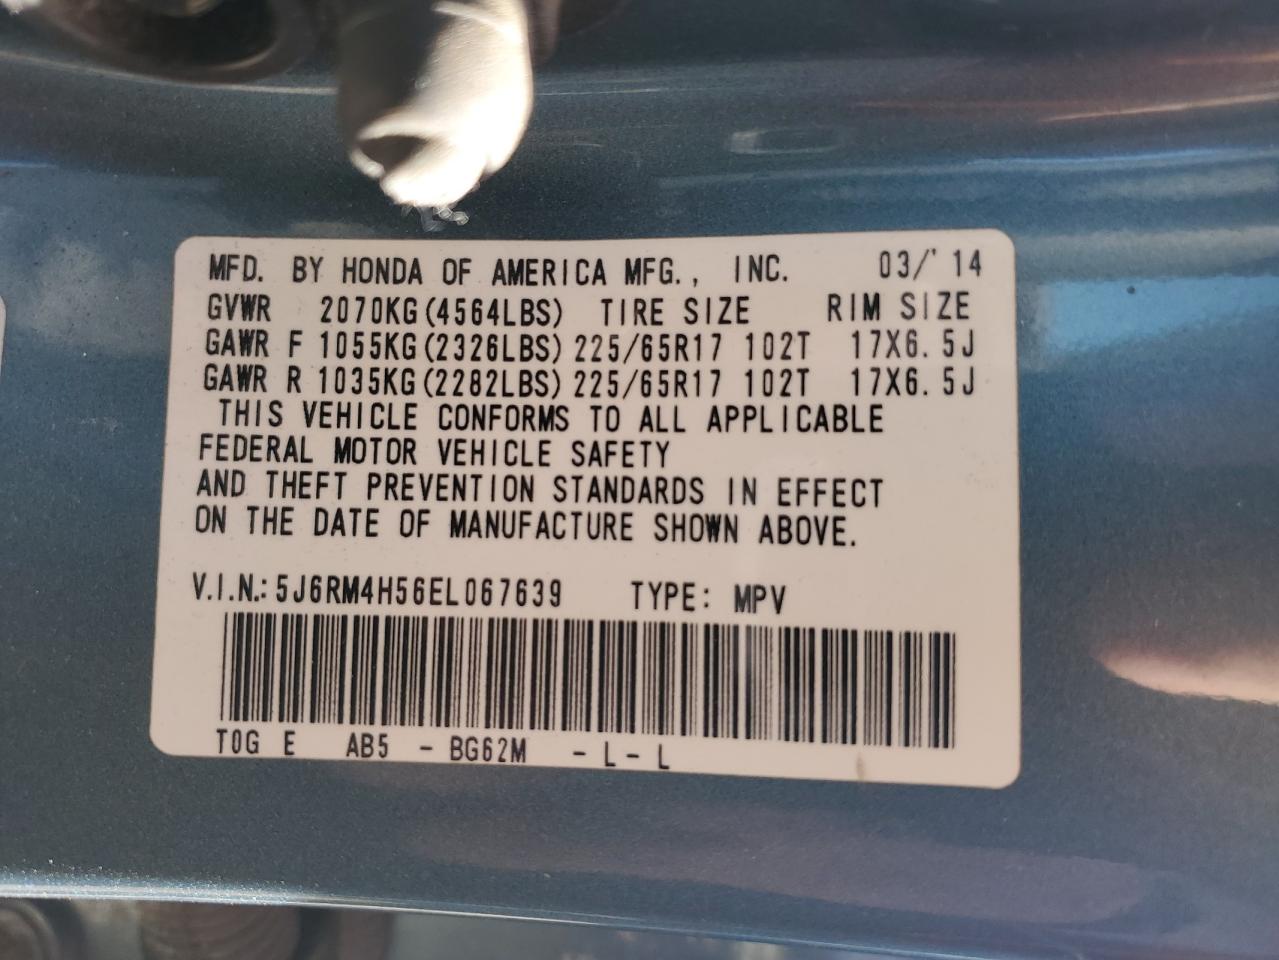 MFD. BY HONDA OF AMERICA MFG., INC. 03/'14
GVWR 2070KG(4564LBS) TIRE SIZE RIM SIZE
GAWR F 1055KG(2326LBS) 225/65R17 102T 17X6.5J
GAWR R 1035KG(2282LBS) 225/65R17 102T 17X6.5J
THIS VEHICLE CONFORMS TO ALL APPLICABLE
FEDERAL MOTOR VEHICLE SAFETY
AND THEFT PREVENTION STANDARDS IN EFFECT
ON THE DATE OF MANUFACTURE SHOWN ABOVE.
V.I.N.: 5J6RM4H56EL067639 TYPE: MPV
T0G E AB5 - BG62M - L - L